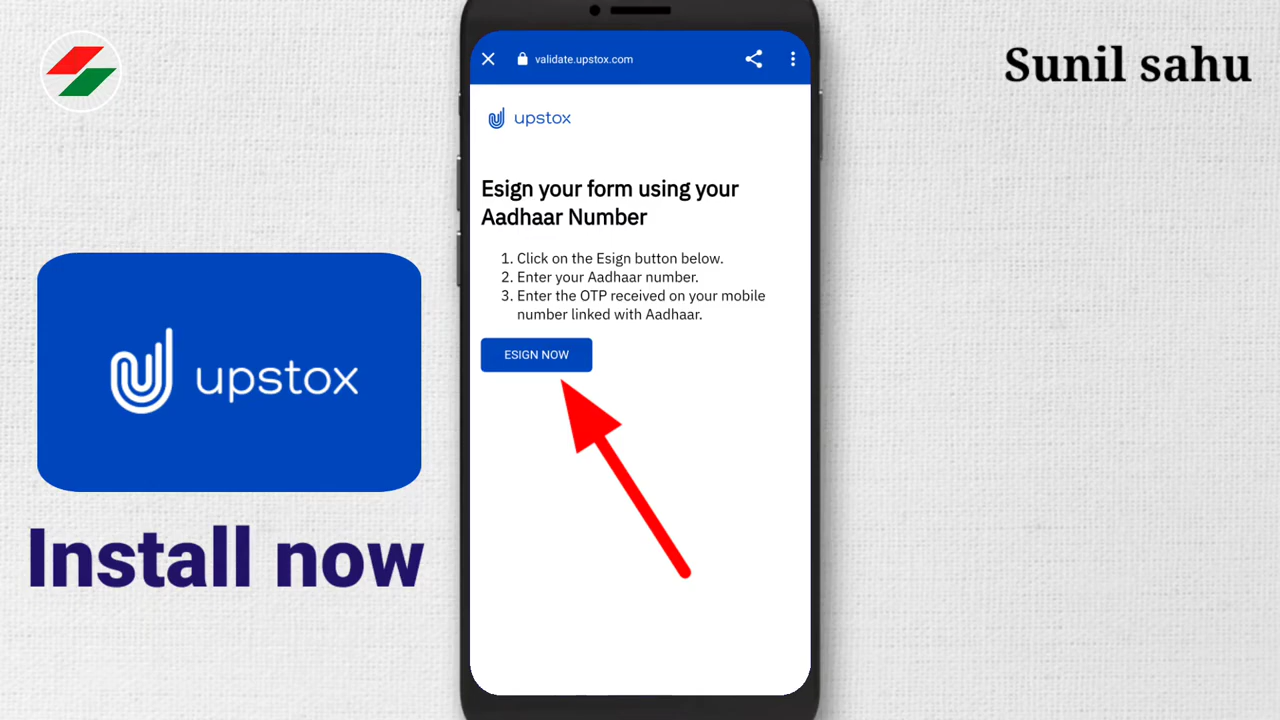 Sunil sahu
validate.upstox.com
upstox
Esign your form using your
Aadhaar Number
1. Click on the Esign button below.
2. Enter your Aadhaar number.
3. Enter the OTP received on your mobile
number linked with Aadhaar.
ESIGN NOW
upstox
Install now